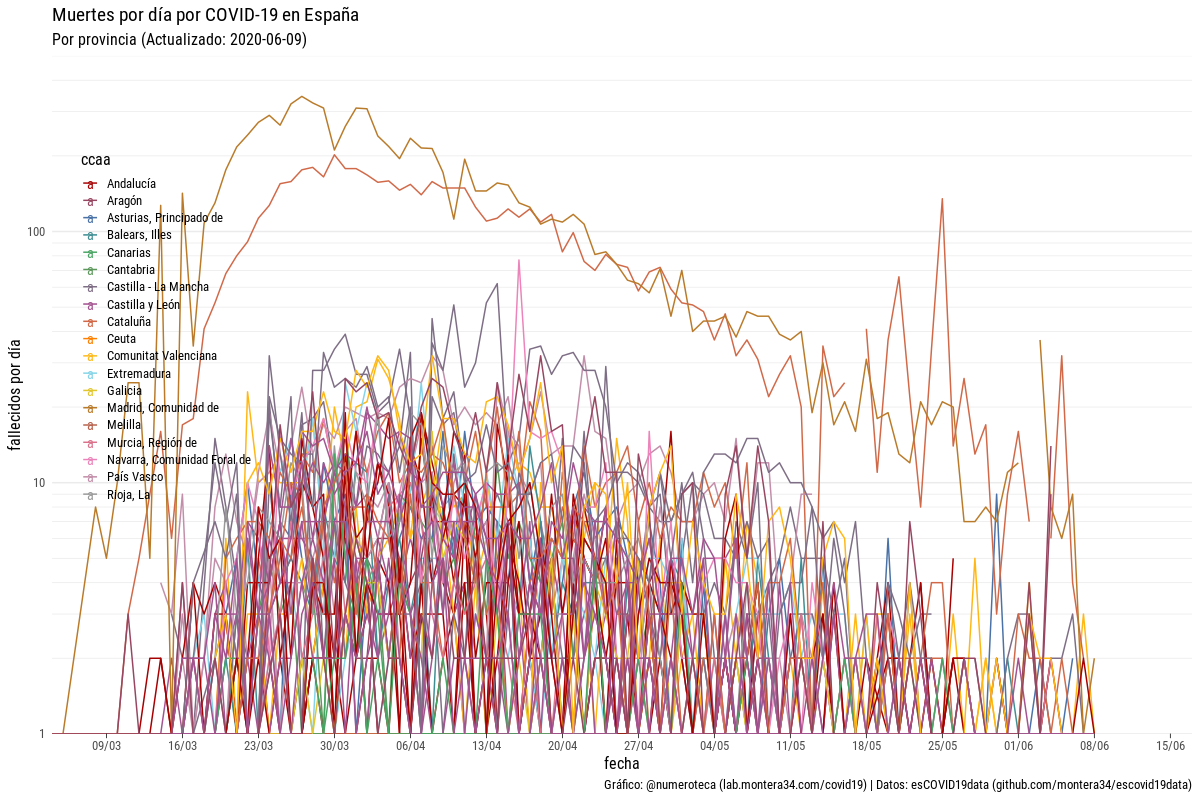 Muertes por día por COVID-19 en España
Por provincia (Actualizado: 2020-06-09)
fallecidos por día
100
10
1
ccaa
Andalucía
Aragón
Asturias, Principado de
Balears, Illes
Canarias
Cantabria
Castilla - La Mancha
Castilla y León
Cataluña
Ceuta
Comunitat Valenciana
Extremadura
Galicia
Madrid, Comunidad de
Melilla
Murcia, Región de
Navarra, Comunidad Foral de
País Vasco
Rioja, La
09/03 16/03 23/03 30/03 06/04 13/04 20/04 27/04 04/05 11/05 18/05 25/05 01/06 08/06 15/06
fecha
Gráfico: @numeroteca (lab.montera34.com/covid19) | Datos: esCOVID19data (github.com/montera34/escovid19data)